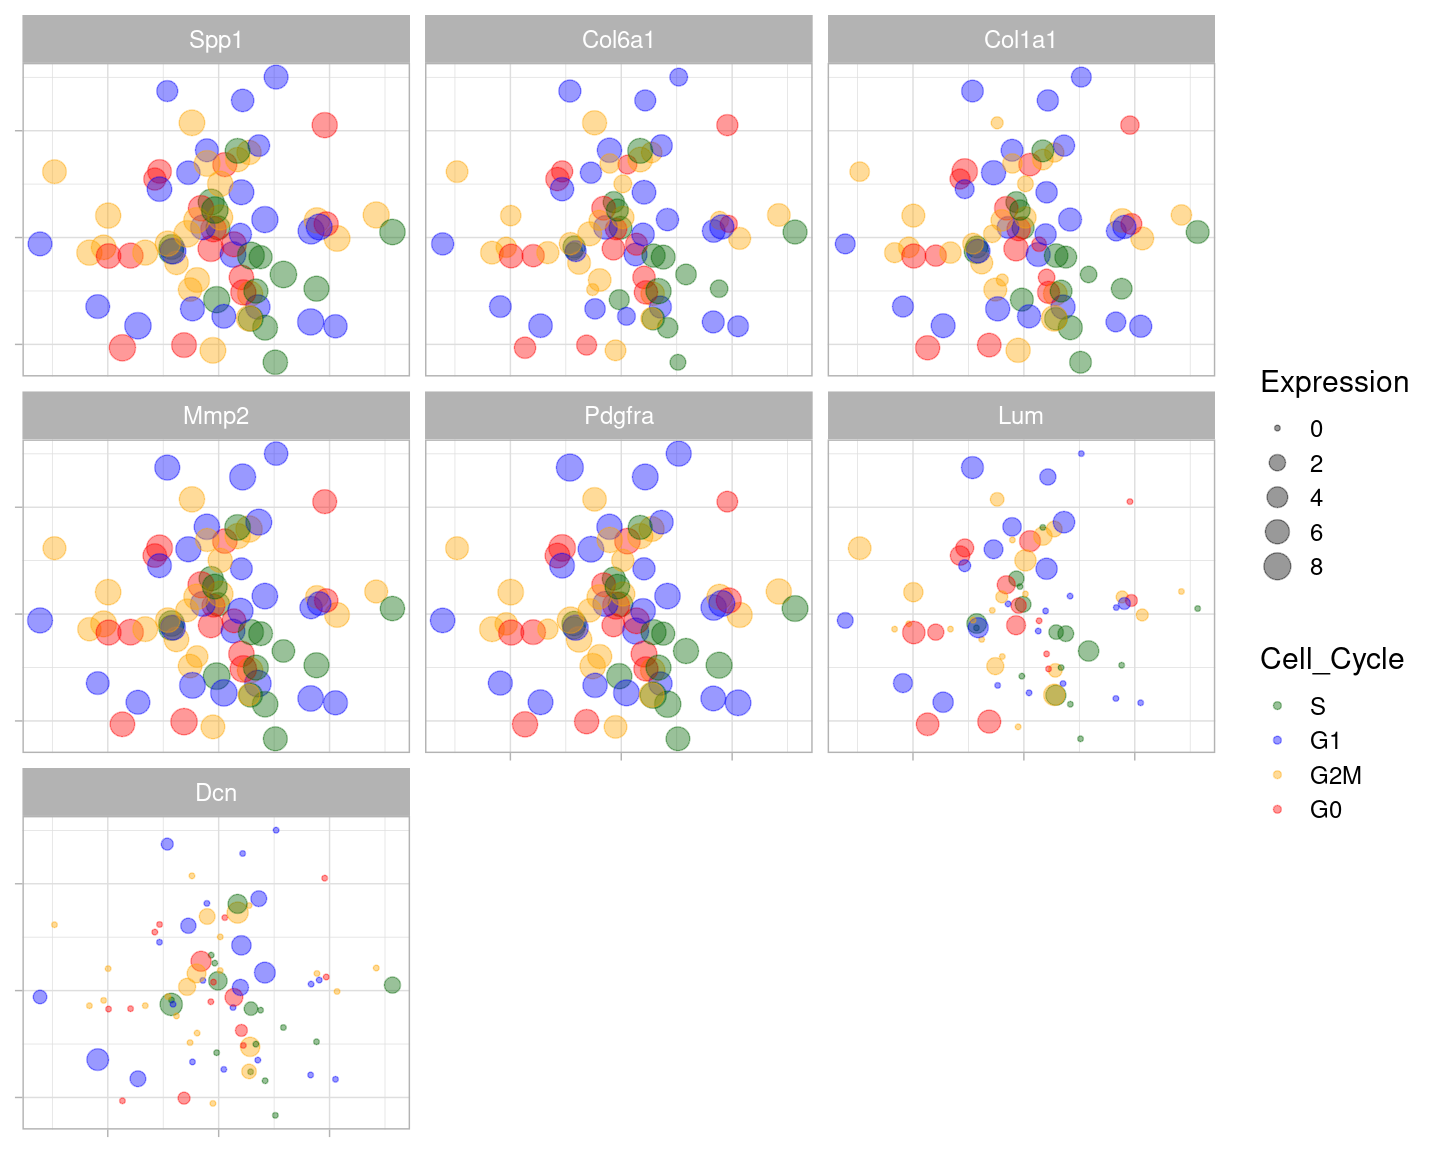 Spp1
Col6a1
Col1a1
Mmp2
Pdgfra
Lum
Dcn
Expression
0
2
4
6
8
Cell_Cycle
S
G1
G2M
G0